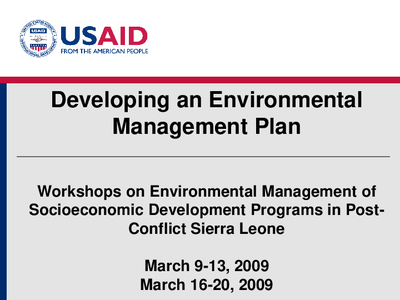 USAID
FROM THE AMERICAN PEOPLE
Developing an Environmental
Management Plan
Workshops on Environmental Management of
Socioeconomic Development Programs in Post-
Conflict Sierra Leone
March 9-13, 2009
March 16-20, 2009